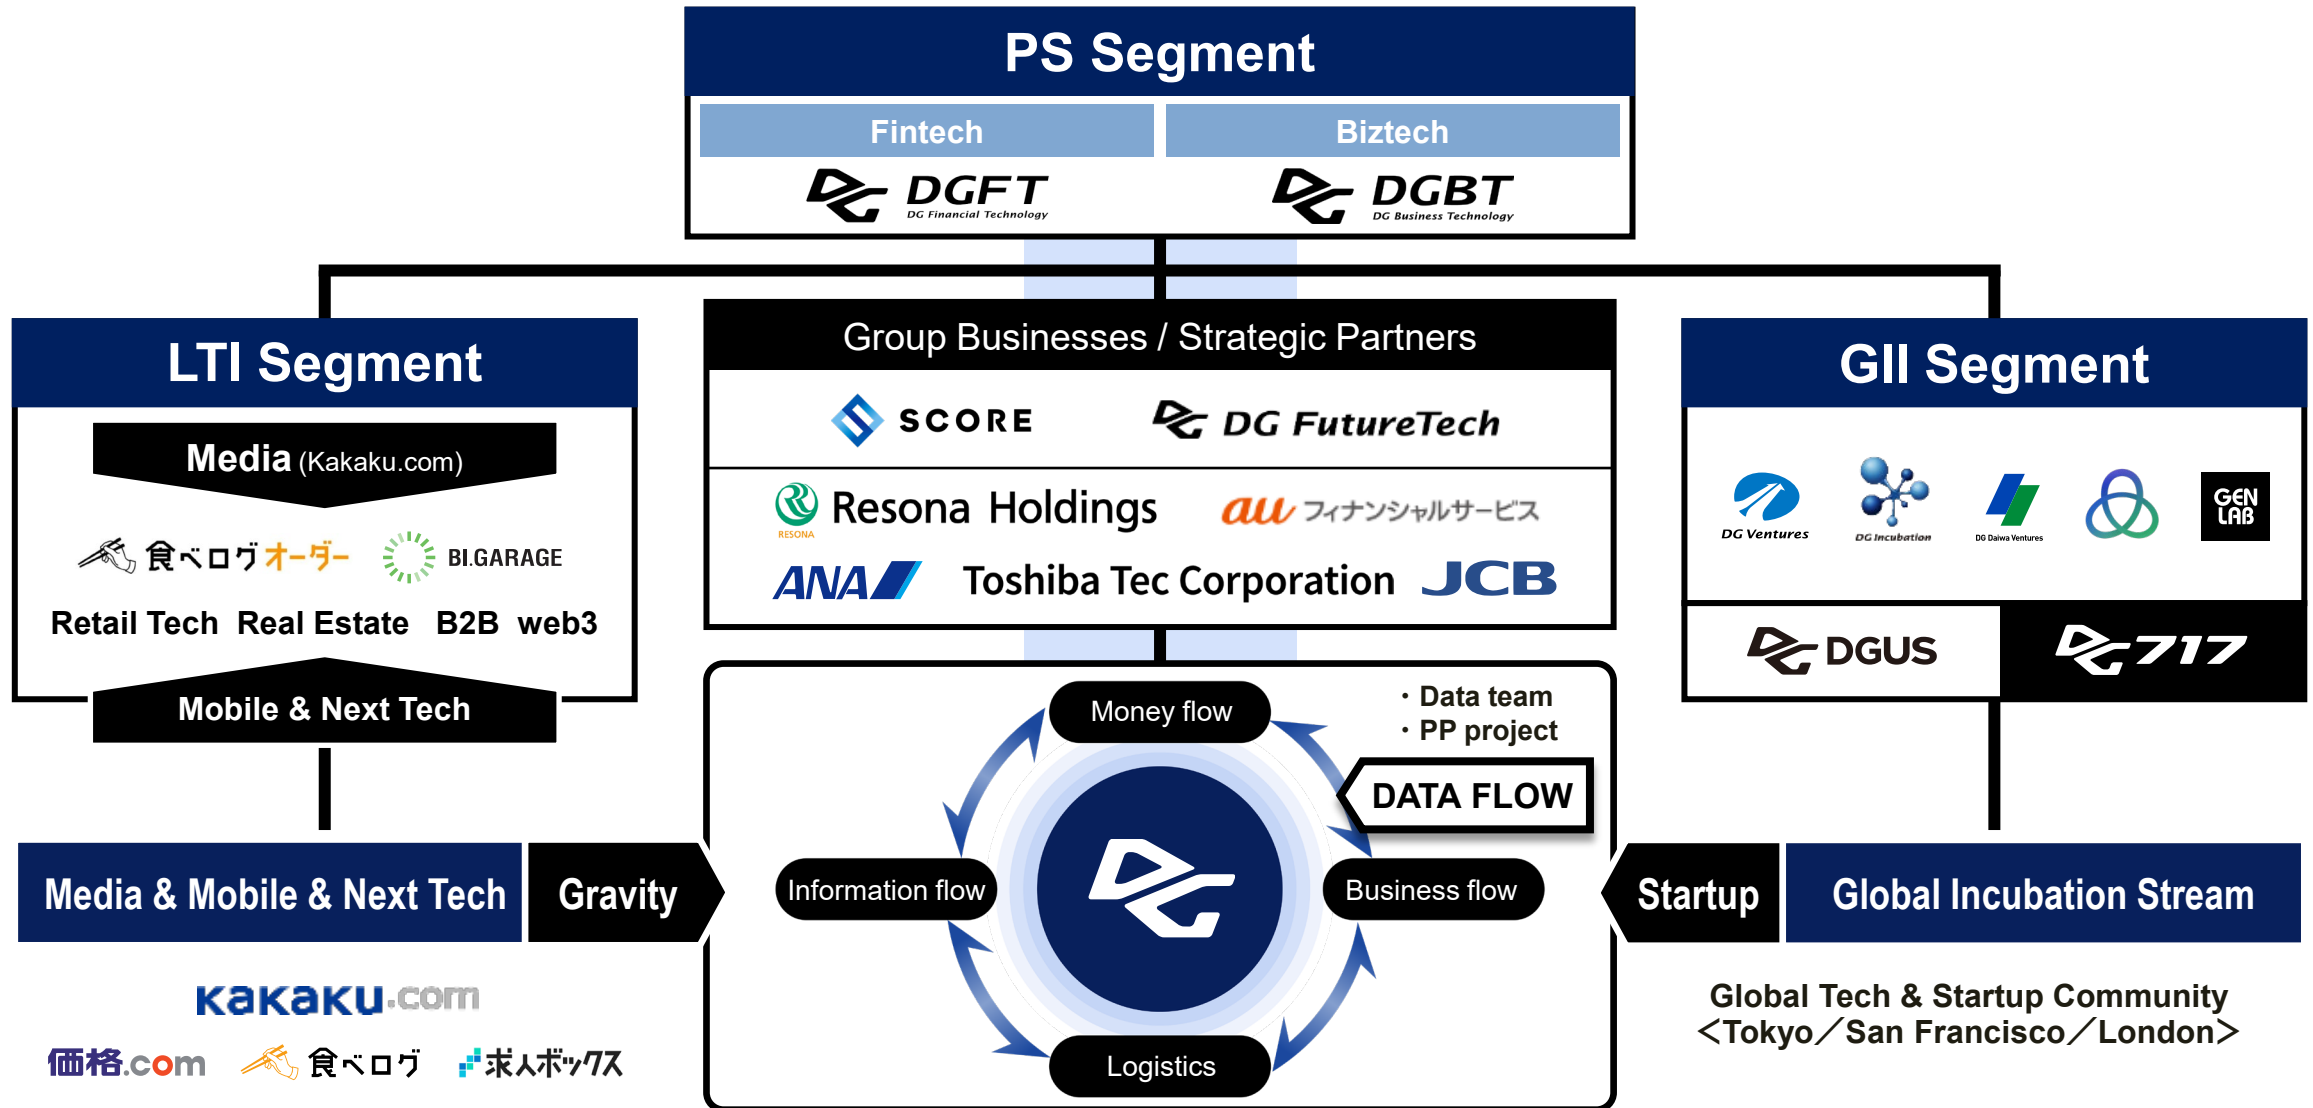 PS Segment
Fintech
Biztech
DGFT
DG Financial Technology
DGBT
DG Business Technology
LTI Segment
Media (Kakaku.com)
食べログオーダー
BI.GARAGE
Retail Tech Real Estate B2B web3
Mobile & Next Tech
Group Businesses / Strategic Partners
SCORE
DG FutureTech
Resona Holdings
RESONA
au フィナンシャルサービス
ANA
Toshiba Tec Corporation
JCB
GII Segment
DG Ventures
DG Incubation
DG Daiwa Ventures
GEN
LAB
DGUS
717
Money flow
・Data team
・PP project
DATA FLOW
Information flow
Business flow
Logistics
Media & Mobile & Next Tech
Gravity
Startup
Global Incubation Stream
kakaku.com
価格.com
食べログ
求人ボックス
Global Tech & Startup Community
<Tokyo／San Francisco／London>